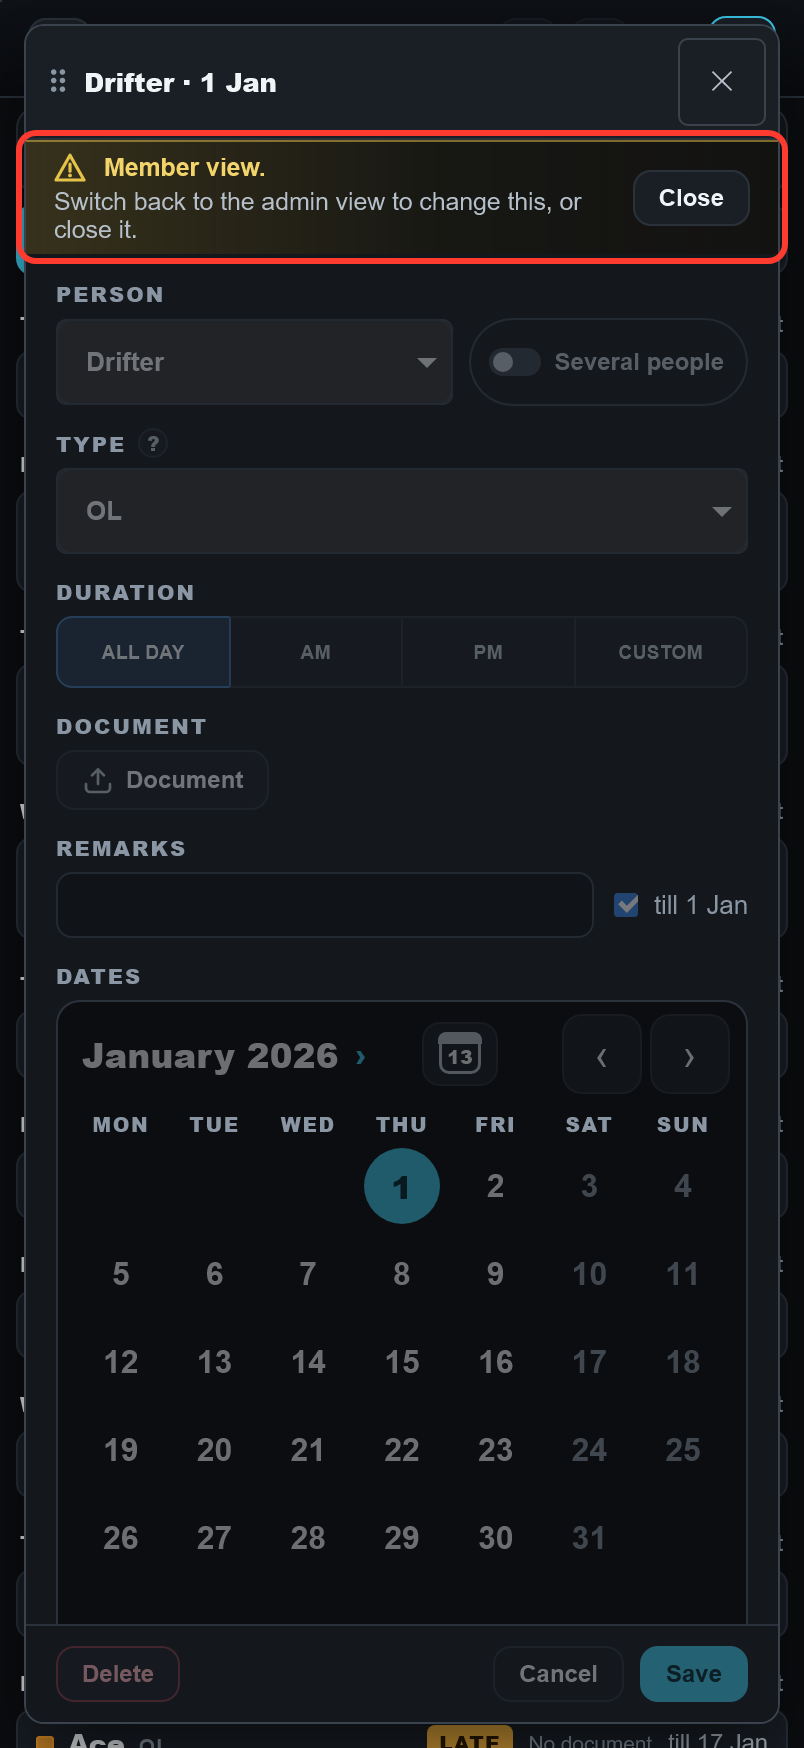 Drifter · 1 Jan
Member view.
Switch back to the admin view to change this, or
close it.
Close
PERSON
Drifter
Several people
TYPE ?
OL
DURATION
ALL DAY AM PM CUSTOM
DOCUMENT
Document
REMARKS
till 1 Jan
DATES
January 2026 › 13 ‹ ›
MON TUE WED THU FRI SAT SUN
1 2 3 4
5 6 7 8 9 10 11
12 13 14 15 16 17 18
19 20 21 22 23 24 25
26 27 28 29 30 31
Delete Cancel Save
Ace OL LATE No document till 17 Jan